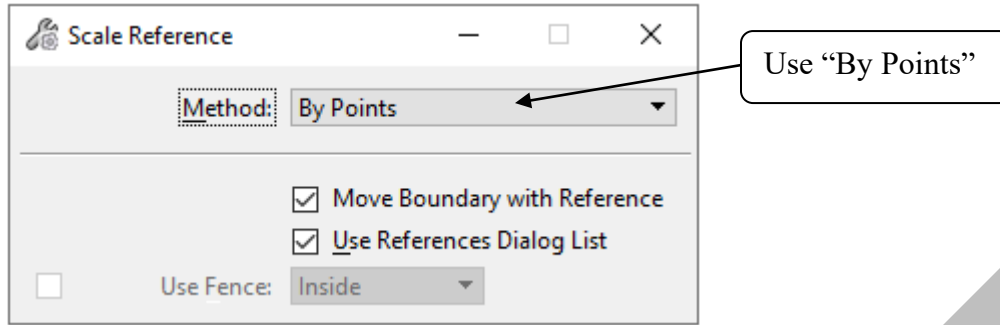 Scale Reference
Use “By Points”
Method: By Points
Move Boundary with Reference
Use References Dialog List
Use Fence: Inside